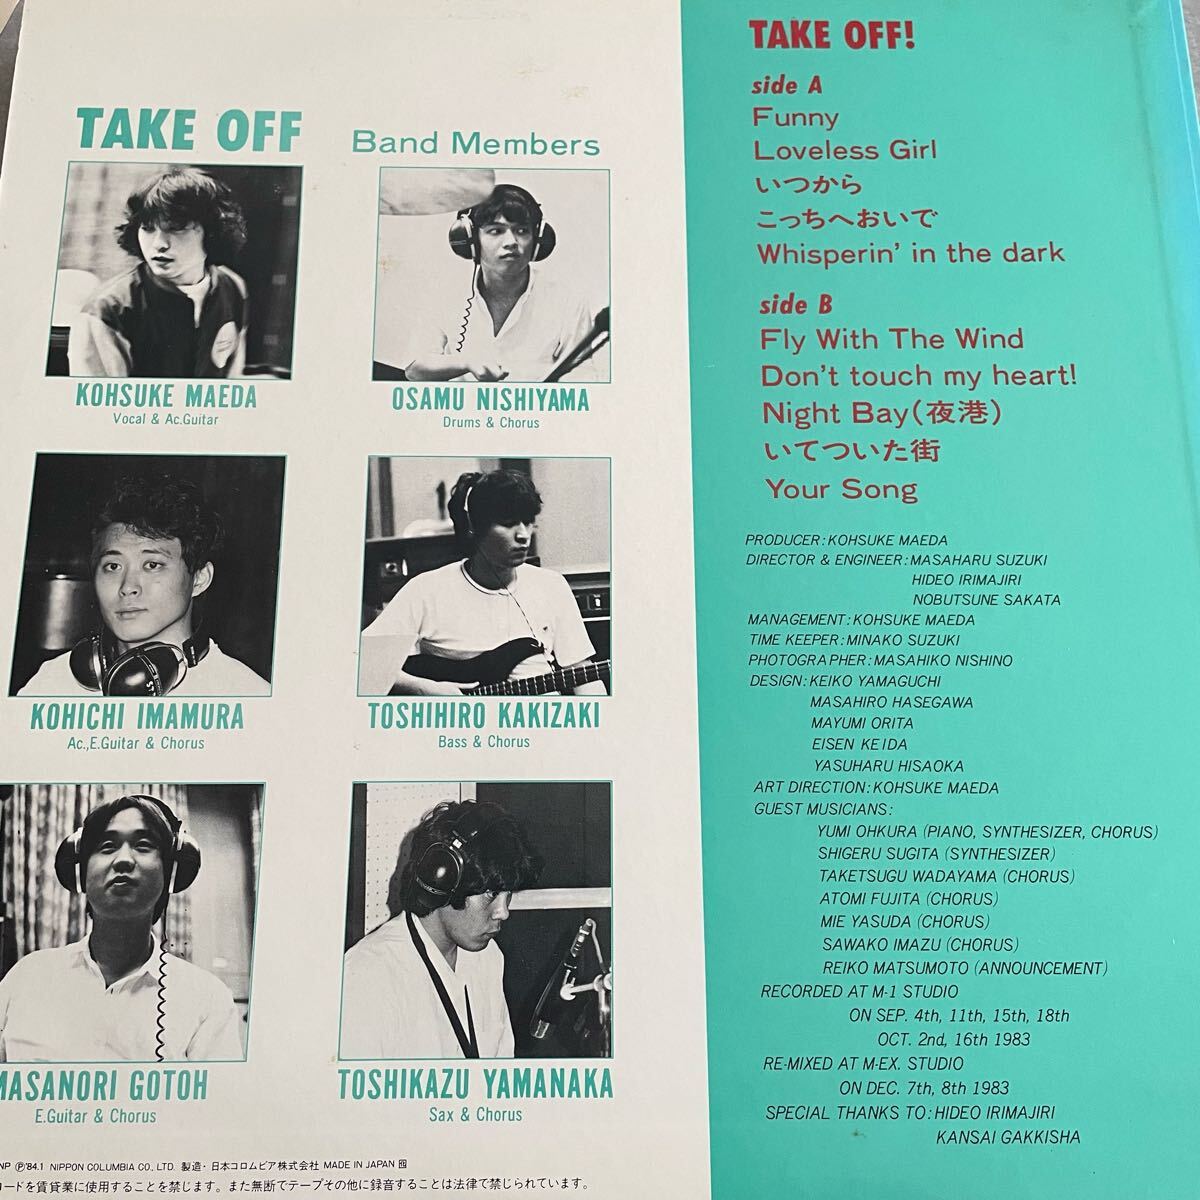 TAKE OFF
Band Members
KOHSUKE MAEDA
Vocal & Ac.Guitar
OSAMU NISHIYAMA
Drums & Chorus
KOHICHI IMAMURA
Ac.,E.Guitar & Chorus
TOSHIHIRO KAKIZAKI
Bass & Chorus
MASANORI GOTOH
E.Guitar & Chorus
TOSHIKAZU YAMANAKA
Sax & Chorus
NP Ⓟ'84.1 NIPPON COLUMBIA CO., LTD. 製造・日本コロムビア株式会社 MADE IN JAPAN
コードを賃貸業に使用することを禁じます。また無断でテープその他に録音することは法律で禁じられています。
TAKE OFF!
side A
Funny
Loveless Girl
いつから
こっちへおいで
Whisperin' in the dark
side B
Fly With The Wind
Don't touch my heart!
Night Bay(夜港)
いてついた街
Your Song
PRODUCER:KOHSUKE MAEDA
DIRECTOR & ENGINEER:MASAHARU SUZUKI
HIDEO IRIMAJIRI
NOBUTSUNE SAKATA
MANAGEMENT:KOHSUKE MAEDA
TIME KEEPER:MINAKO SUZUKI
PHOTOGRAPHER:MASAHIKO NISHINO
DESIGN:KEIKO YAMAGUCHI
MASAHIRO HASEGAWA
MAYUMI ORITA
EISEN KEIDA
YASUHARU HISAOKA
ART DIRECTION:KOHSUKE MAEDA
GUEST MUSICIANS:
YUMI OHKURA (PIANO, SYNTHESIZER, CHORUS)
SHIGERU SUGITA (SYNTHESIZER)
TAKETSUGU WADAYAMA (CHORUS)
ATOMI FUJITA (CHORUS)
MIE YASUDA (CHORUS)
SAWAKO IMAZU (CHORUS)
REIKO MATSUMOTO (ANNOUNCEMENT)
RECORDED AT M-1 STUDIO
ON SEP. 4th, 11th, 15th, 18th
OCT. 2nd, 16th 1983
RE-MIXED AT M-EX. STUDIO
ON DEC. 7th, 8th 1983
SPECIAL THANKS TO:HIDEO IRIMAJIRI
KANSAI GAKKISHA